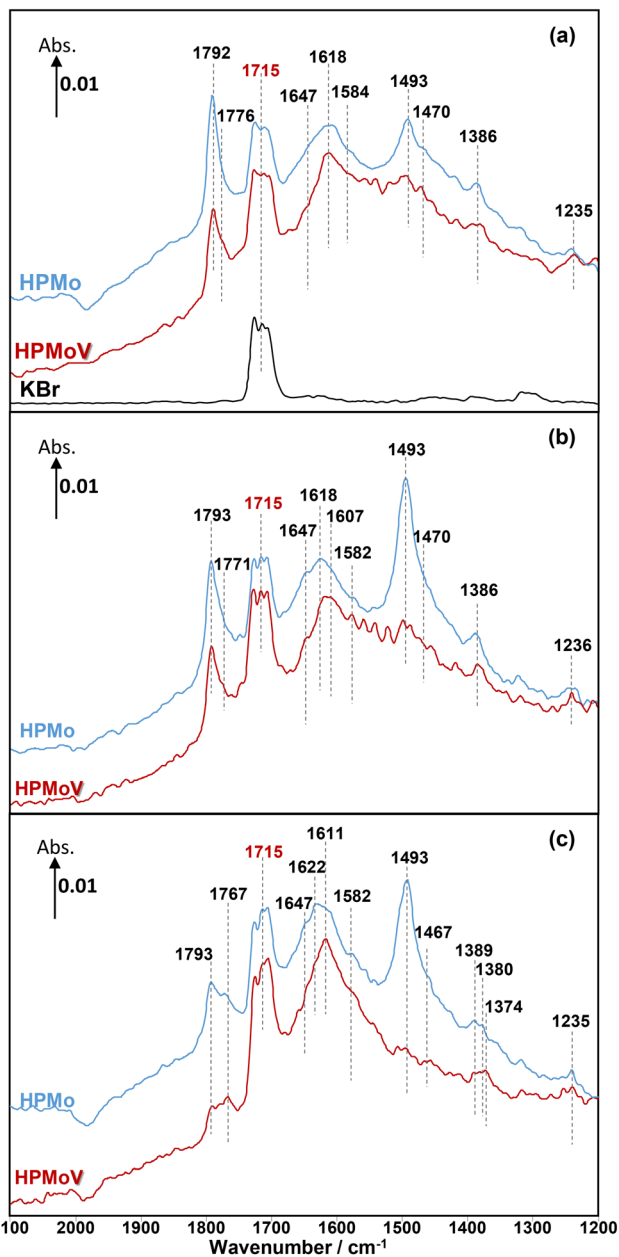 (a)
Abs.
0.01
1792
1715
1618
1776
1647
1584
1493
1470
1386
1235
HPMo
HPMoV
KBr
(b)
Abs.
0.01
1493
1793
1715
1618
1607
1647
1771
1582
1470
1386
1236
HPMo
HPMoV
(c)
Abs.
0.01
1611
1715
1622
1493
1767
1647
1582
1467
1793
1389
1380
1374
1235
HPMo
HPMoV
100 2000 1900 1800 1700 1600 1500 1400 1300 1200
Wavenumber / cm-1